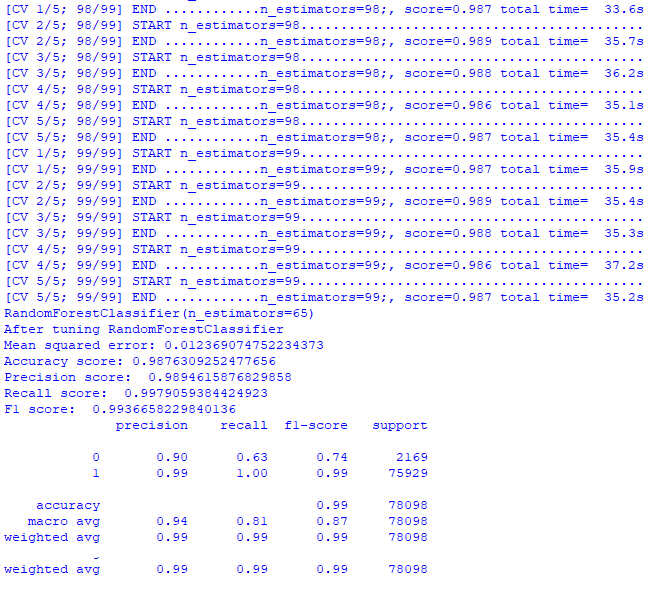 [CV 1/5; 98/99] END ............n_estimators=98;, score=0.987 total time=  33.6s
[CV 2/5; 98/99] START n_estimators=98............................................
[CV 2/5; 98/99] END ............n_estimators=98;, score=0.989 total time=  35.7s
[CV 3/5; 98/99] START n_estimators=98............................................
[CV 3/5; 98/99] END ............n_estimators=98;, score=0.988 total time=  36.2s
[CV 4/5; 98/99] START n_estimators=98............................................
[CV 4/5; 98/99] END ............n_estimators=98;, score=0.986 total time=  35.1s
[CV 5/5; 98/99] START n_estimators=98............................................
[CV 5/5; 98/99] END ............n_estimators=98;, score=0.987 total time=  35.4s
[CV 1/5; 99/99] START n_estimators=99............................................
[CV 1/5; 99/99] END ............n_estimators=99;, score=0.987 total time=  35.9s
[CV 2/5; 99/99] START n_estimators=99............................................
[CV 2/5; 99/99] END ............n_estimators=99;, score=0.989 total time=  35.4s
[CV 3/5; 99/99] START n_estimators=99............................................
[CV 3/5; 99/99] END ............n_estimators=99;, score=0.988 total time=  35.3s
[CV 4/5; 99/99] START n_estimators=99............................................
[CV 4/5; 99/99] END ............n_estimators=99;, score=0.986 total time=  37.2s
[CV 5/5; 99/99] START n_estimators=99............................................
[CV 5/5; 99/99] END ............n_estimators=99;, score=0.987 total time=  35.2s
RandomForestClassifier(n_estimators=65)
After tuning RandomForestClassifier
Mean squared error: 0.012369074752234373
Accuracy score: 0.9876309252477656
Precision score:  0.9894615876829858
Recall score:  0.9979059384424923
F1 score:  0.9936658229840136
              precision    recall  f1-score   support
           0       0.90      0.63      0.74      2169
           1       0.99      1.00      0.99     75929
    accuracy                           0.99     78098
   macro avg       0.94      0.81      0.87     78098
weighted avg       0.99      0.99      0.99     78098
weighted avg       0.99      0.99      0.99     78098